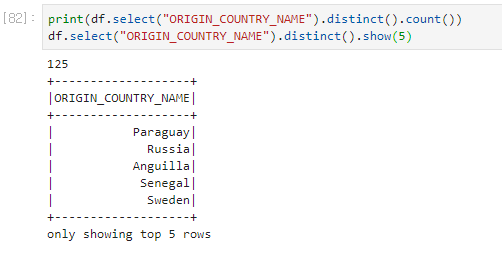 [82]: print(df.select("ORIGIN_COUNTRY_NAME").distinct().count())
df.select("ORIGIN_COUNTRY_NAME").distinct().show(5)
125
+-------------------+
|ORIGIN_COUNTRY_NAME|
+-------------------+
|           Paraguay|
|             Russia|
|           Anguilla|
|            Senegal|
|             Sweden|
+-------------------+
only showing top 5 rows